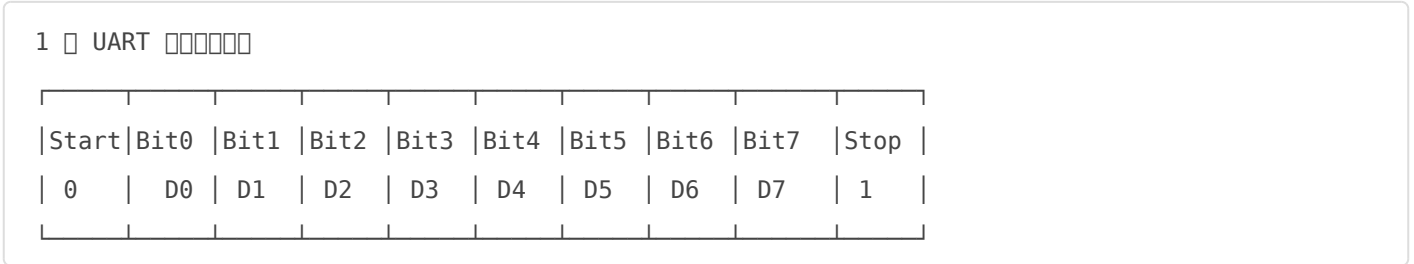 1 UART
|Start|Bit0 |Bit1 |Bit2 |Bit3 |Bit4 |Bit5 |Bit6 |Bit7 |Stop |
| 0 | D0 | D1 | D2 | D3 | D4 | D5 | D6 | D7 | 1 |